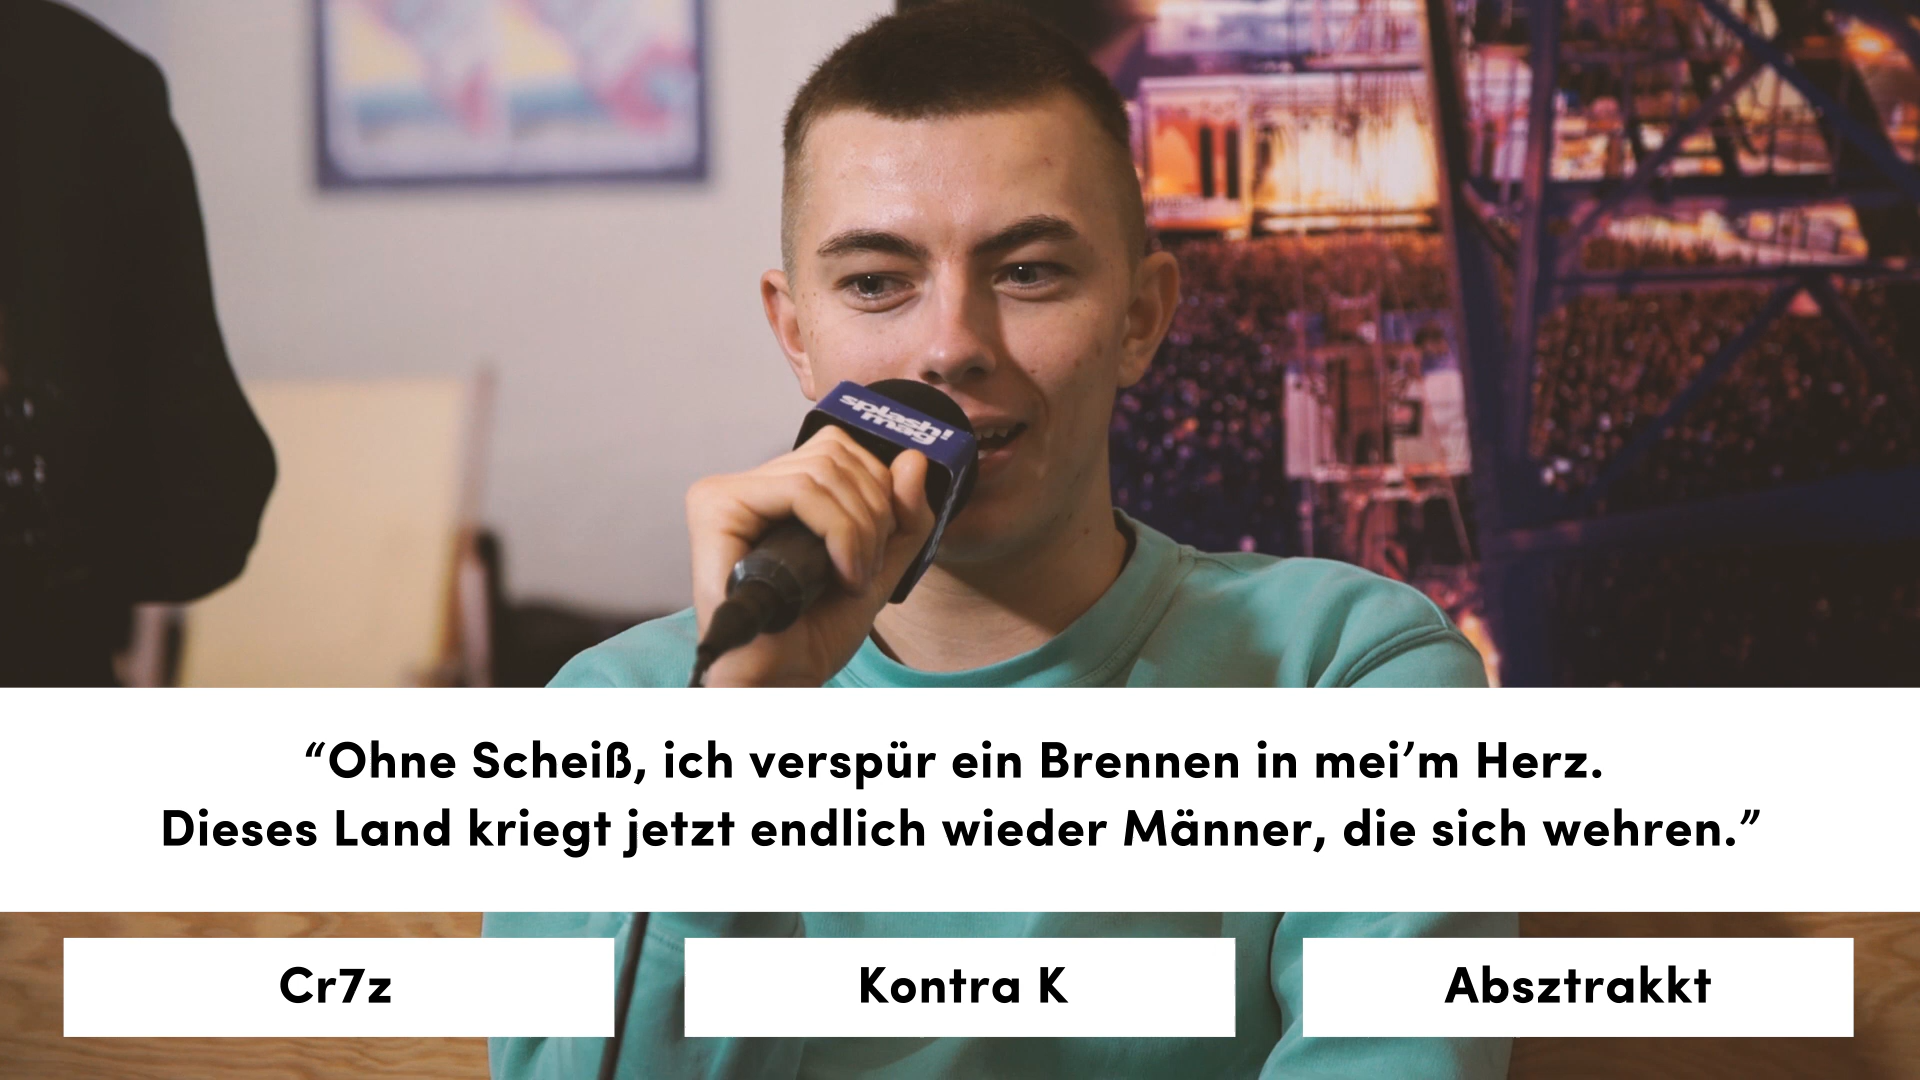 splash!
mag
“Ohne Scheiß, ich verspür ein Brennen in mei’m Herz.
Dieses Land kriegt jetzt endlich wieder Männer, die sich wehren.”
Cr7z
Kontra K
Absztrakkt